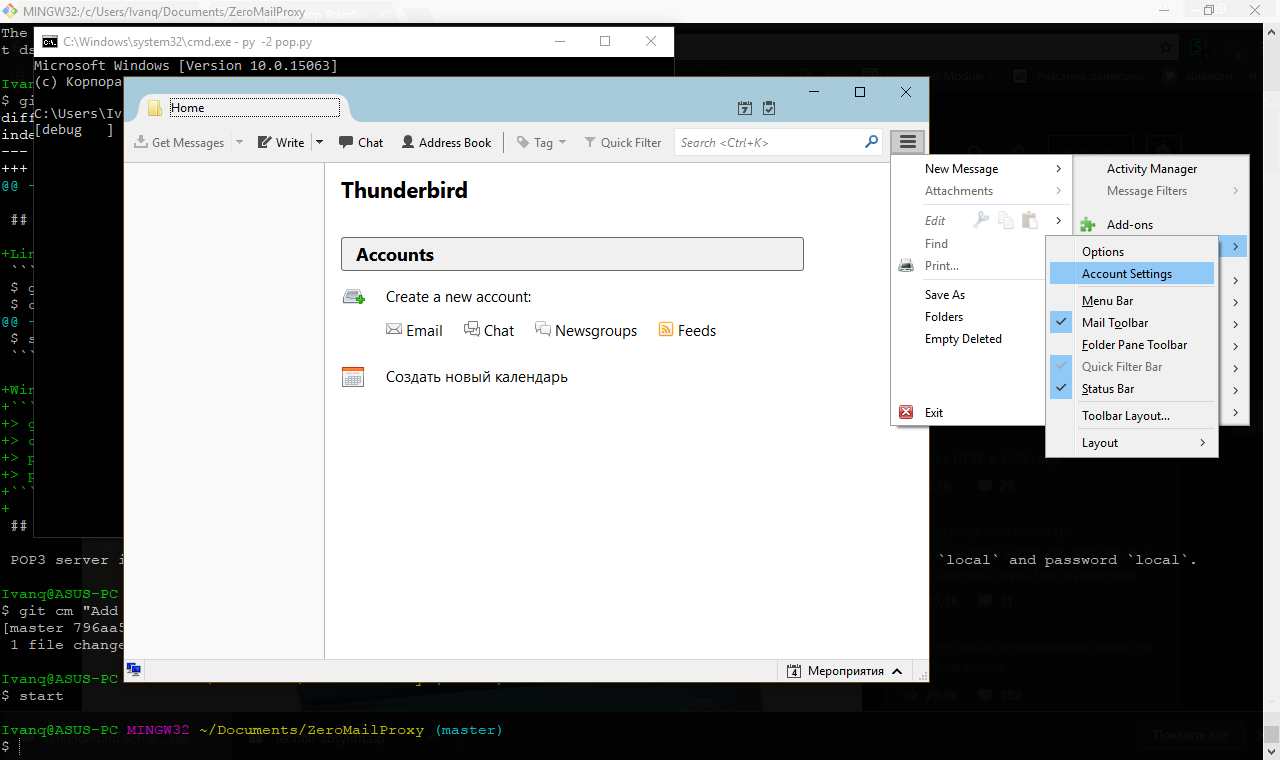 MINGW32:/c/Users/Ivanq/Documents/ZeroMailProxy
The
t ds
C:\Windows\system32\cmd.exe - py -2 pop.py
Microsoft Windows [Version 10.0.15063]
(c) Корпора
C:\Users\Iv
[debug ]
Ivan
$ gi
diff
inde
---
+++
@@ -
##
+Lin
```
$ g
$ c
@@ -
$ s
```
+Win
+```
+> g
+> c
+> p
+> p
+```
+
##
Home
Get Messages
Write
Chat
Address Book
Tag
Quick Filter
Search <Ctrl+K>
Thunderbird
Accounts
Create a new account:
Email
Chat
Newsgroups
Feeds
Создать новый календарь
4 Мероприятия
New Message
Attachments
Edit
Find
Print...
Save As
Folders
Empty Deleted
Exit
Activity Manager
Message Filters
Add-ons
Options
Account Settings
Menu Bar
Mail Toolbar
Folder Pane Toolbar
Quick Filter Bar
Status Bar
Toolbar Layout...
Layout
POP3 server i
`local` and password `local`.
Ivanq@ASUS-PC
$ git cm "Add
[master 796aa5
1 file change
Ivanq@ASUS-PC
$ start
Ivanq@ASUS-PC MINGW32 ~/Documents/ZeroMailProxy (master)
$
Показать все